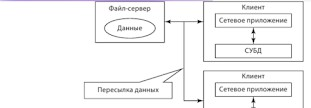 Файл-сервер
Данные
Клиент
Сетевое приложение
СУБД
Пересылка данных
Клиент
Сетевое приложение